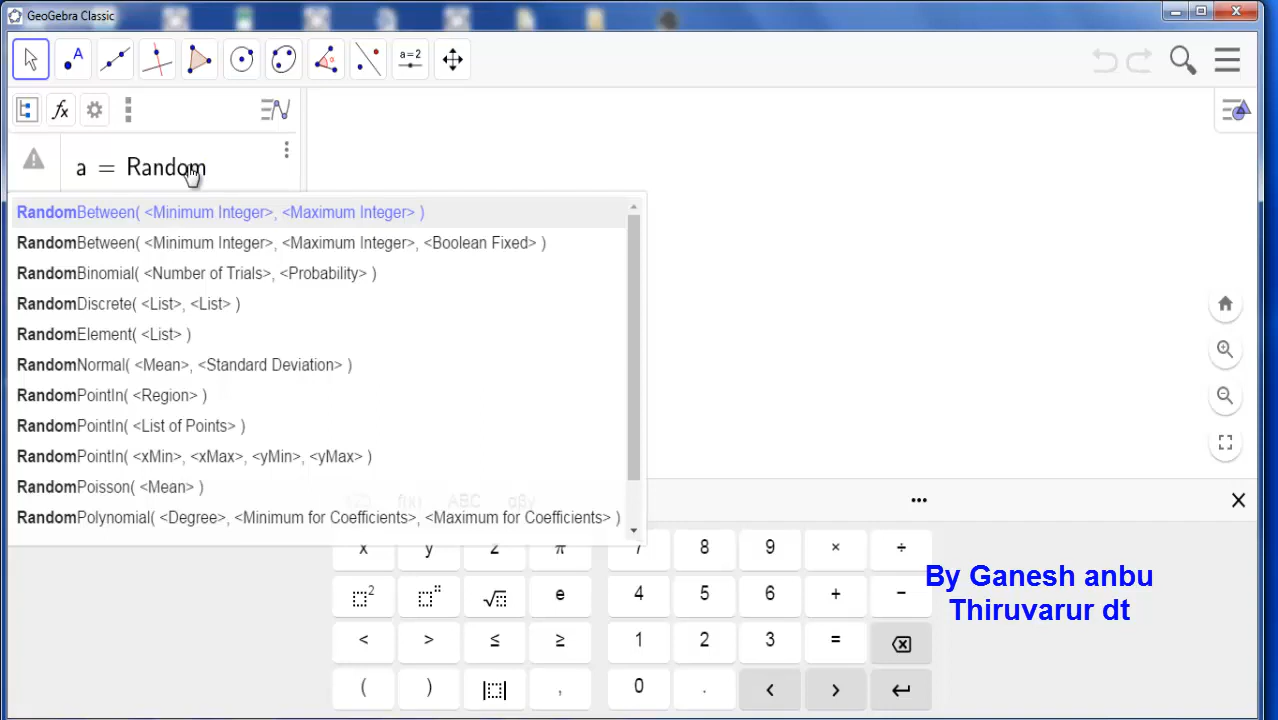 GeoGebra Classic
A
a=2
fx
a = Random
RandomBetween( <Minimum Integer>, <Maximum Integer> )
RandomBetween( <Minimum Integer>, <Maximum Integer>, <Boolean Fixed> )
RandomBinomial( <Number of Trials>, <Probability> )
RandomDiscrete( <List>, <List> )
RandomElement( <List> )
RandomNormal( <Mean>, <Standard Deviation> )
RandomPointIn( <Region> )
RandomPointIn( <List of Points> )
RandomPointIn( <xMin>, <xMax>, <yMin>, <yMax> )
RandomPoisson( <Mean> )
f(x) ABC αβγ
RandomPolynomial( <Degree>, <Minimum for Coefficients>, <Maximum for Coefficients> )
x y z π 7 8 9 × ÷
e 4 5 6 + −
< > ≤ ≥ 1 2 3 =
( ) , 0 .
By Ganesh anbu
Thiruvarur dt